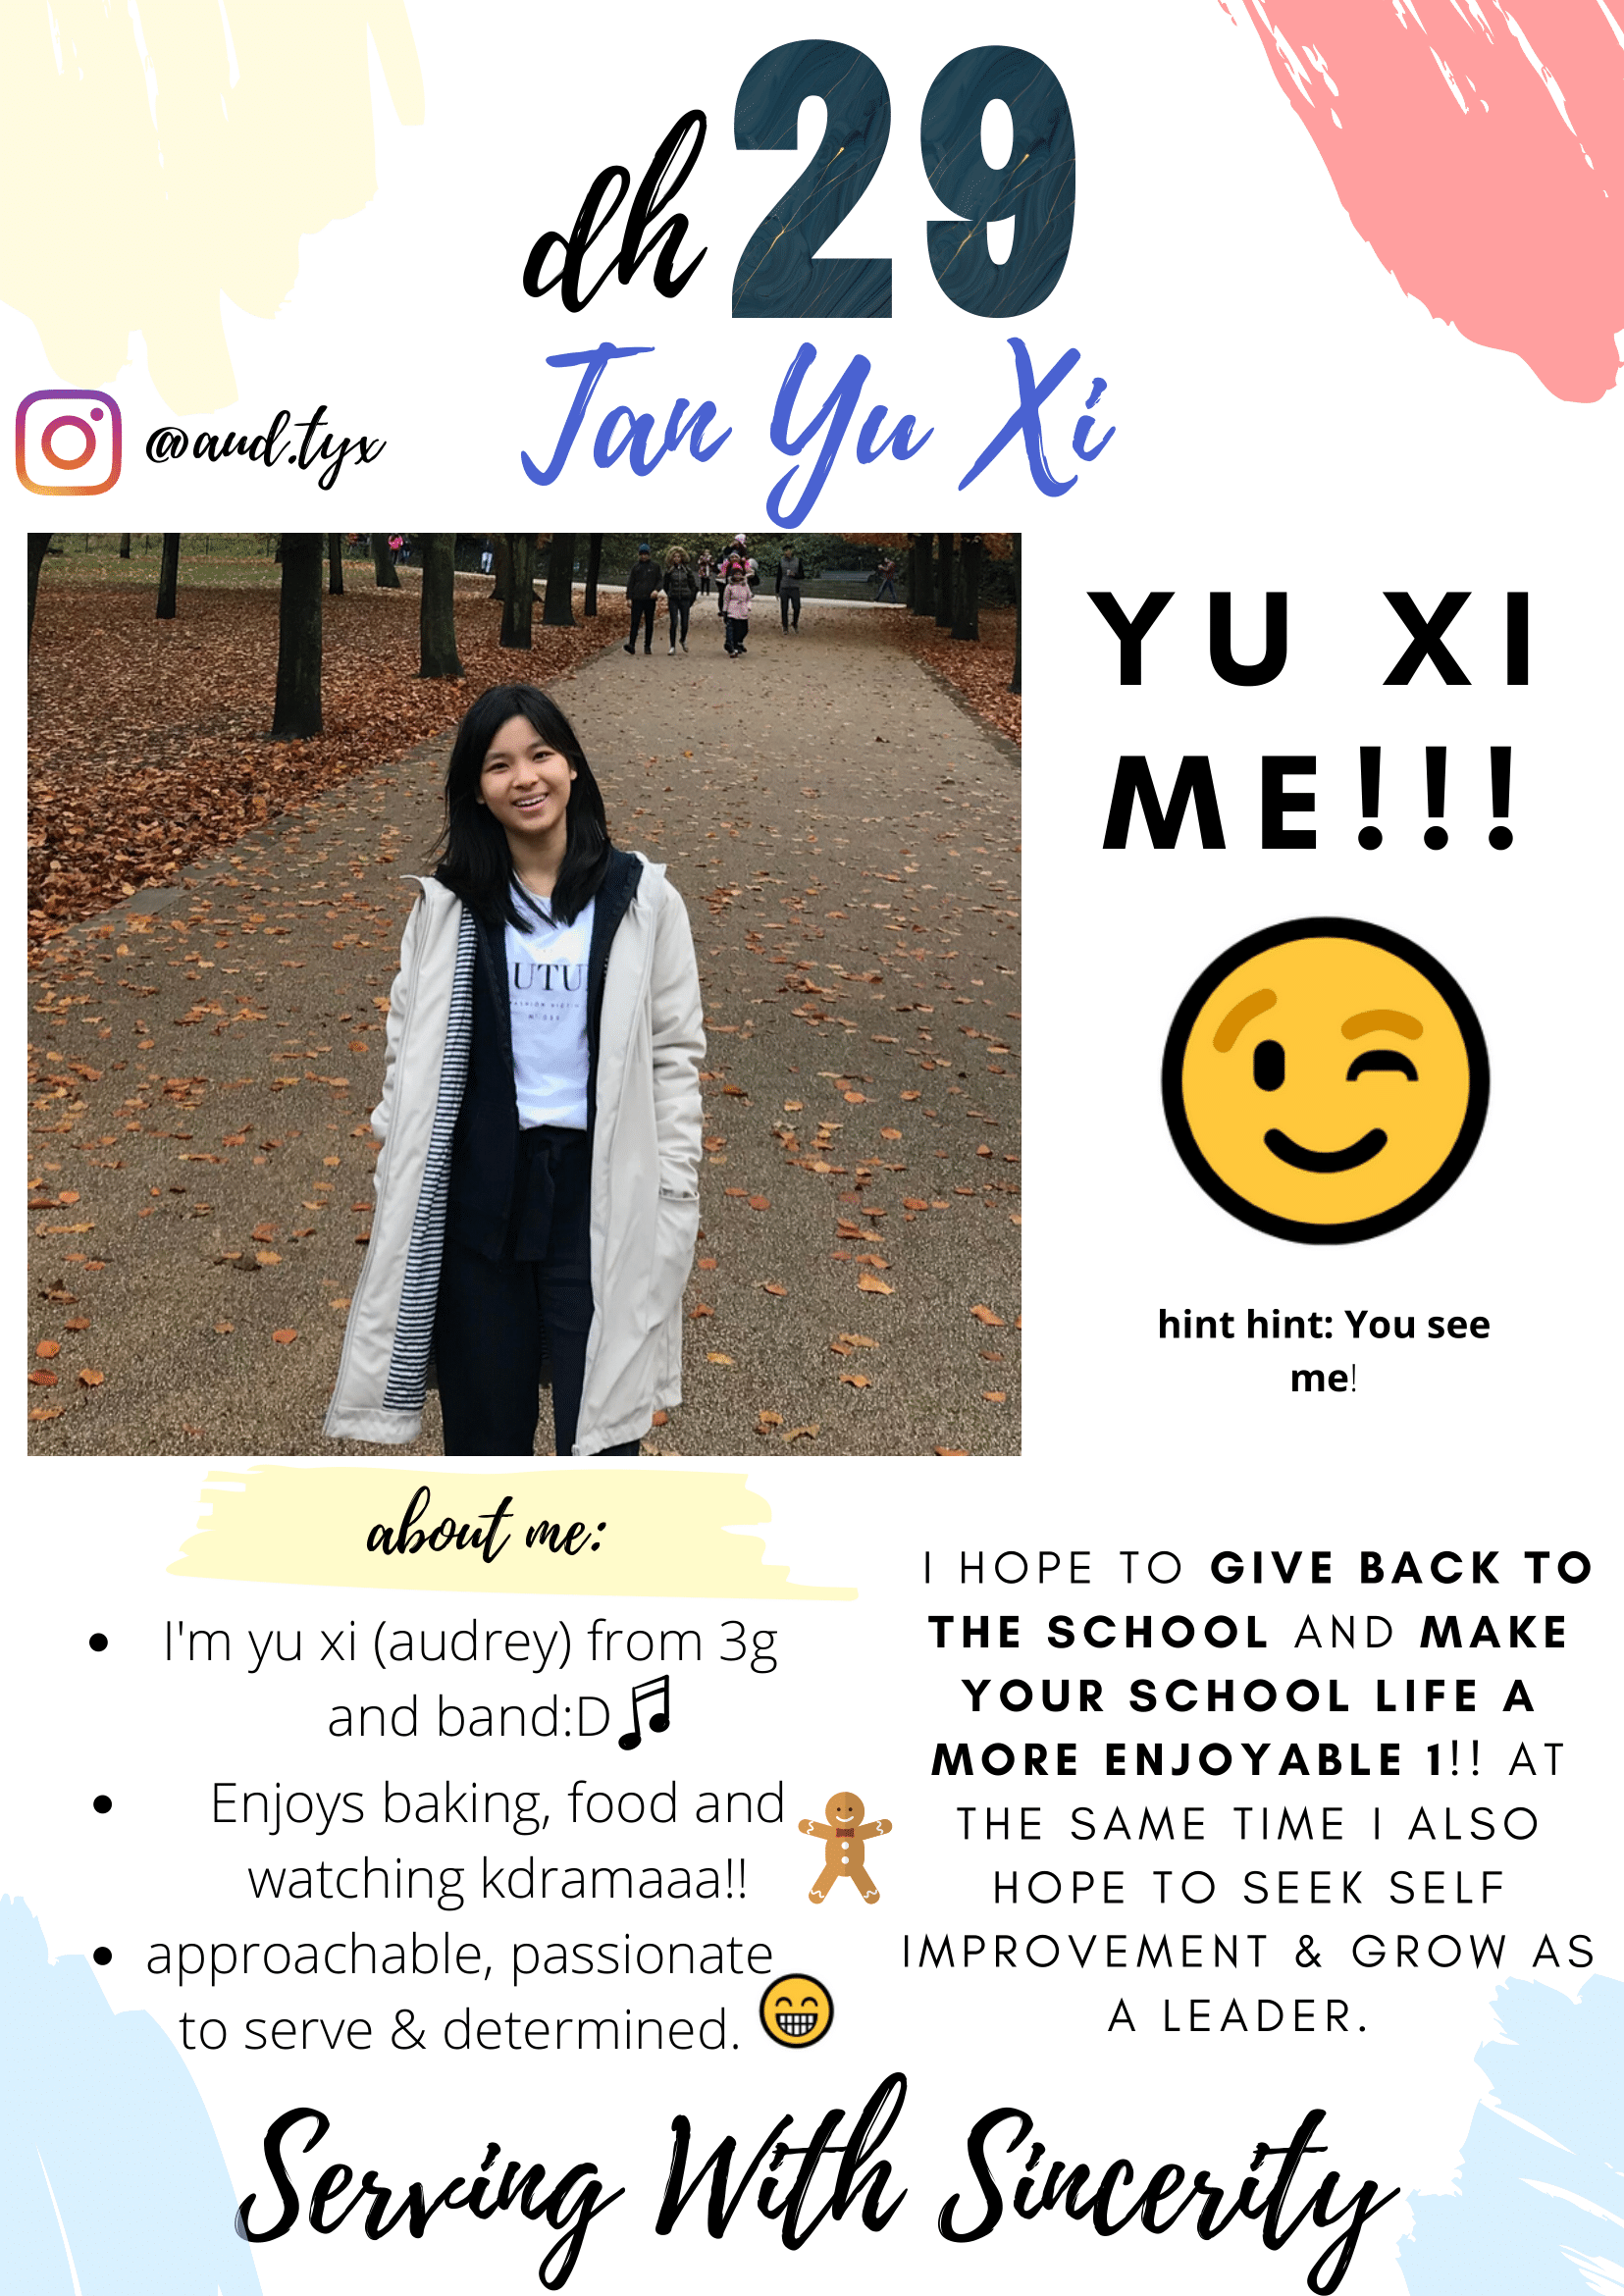 dh 29
Tan Yu Xi
@aud.tyx
YU XI
ME!!!
UTU
hint hint: You see
me!
about me:
I'm yu xi (audrey) from 3g
and band:D
Enjoys baking, food and
watching kdramaaa!!
approachable, passionate
to serve & determined.
I HOPE TO GIVE BACK TO
THE SCHOOL AND MAKE
YOUR SCHOOL LIFE A
MORE ENJOYABLE 1!! AT
THE SAME TIME I ALSO
HOPE TO SEEK SELF
IMPROVEMENT & GROW AS
A LEADER.
Serving With Sincerity